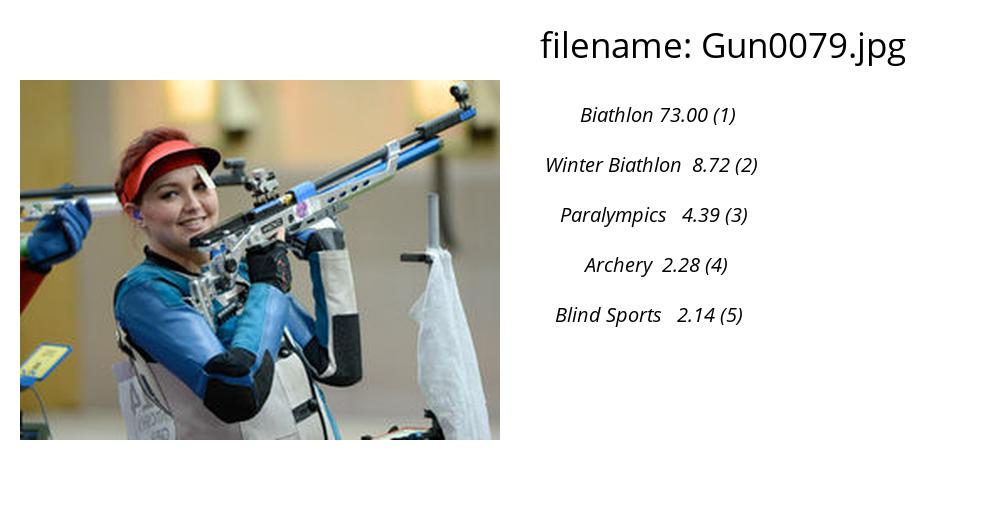 filename: Gun0079.jpg
Biathlon 73.00 (1)
Winter Biathlon 8.72 (2)
Paralympics 4.39 (3)
Archery 2.28 (4)
Blind Sports 2.14 (5)